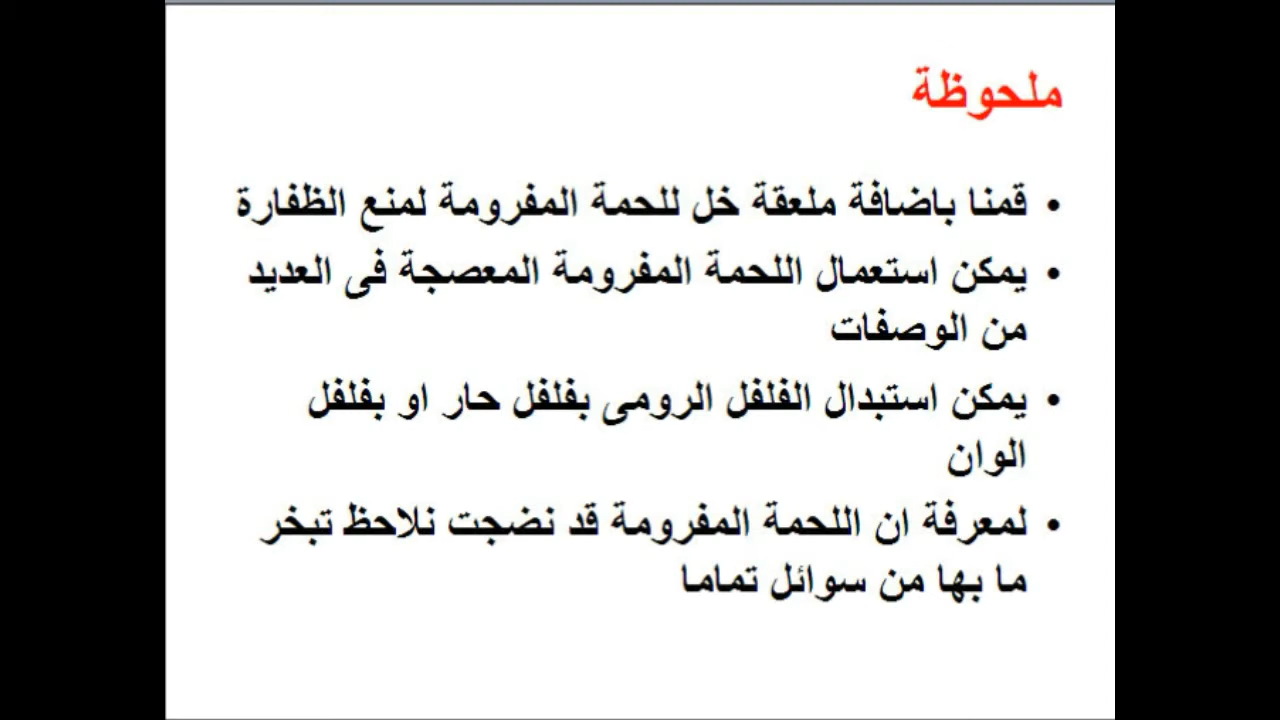 ملحوظة
• قمنا باضافة ملعقة خل للحمة المفرومة لمنع الظفارة
• يمكن استعمال اللحمة المفرومة المعصجة فى العديد
من الوصفات
• يمكن استبدال الفلفل الرومى بفلفل حار او بفلفل
الوان
• لمعرفة ان اللحمة المفرومة قد نضجت نلاحظ تبخر
ما بها من سوائل تماما